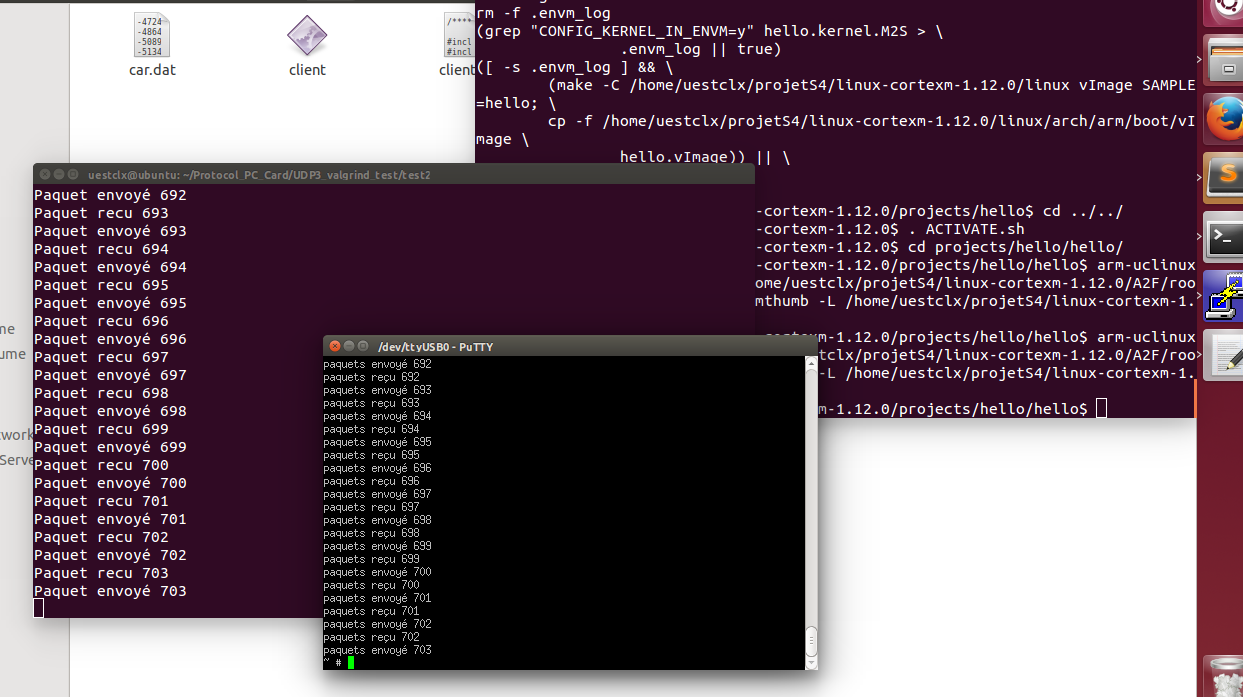 -4724
-4864
-5089
-5134
/****
#incl
#incl
car.dat
client
client
rm -f .envm_log
(grep "CONFIG_KERNEL_IN_ENVM=y" hello.kernel.M2S > \
.envm_log || true)
([ -s .envm_log ] && \
(make -C /home/uestclx/projetS4/linux-cortexm-1.12.0/linux vImage SAMPLE
=hello; \
cp -f /home/uestclx/projetS4/linux-cortexm-1.12.0/linux/arch/arm/boot/vI
mage \
hello.vImage)) || \
-cortexm-1.12.0/projects/hello$ cd ../../
-cortexm-1.12.0$ . ACTIVATE.sh
-cortexm-1.12.0$ cd projects/hello/hello/
-cortexm-1.12.0/projects/hello/hello$ arm-uclinux
ome/uestclx/projetS4/linux-cortexm-1.12.0/A2F/roo
mthumb -L /home/uestclx/projetS4/linux-cortexm-1.
-cortexm-1.12.0/projects/hello/hello$ arm-uclinux
tclx/projetS4/linux-cortexm-1.12.0/A2F/roo
-L /home/uestclx/projetS4/linux-cortexm-1.
m-1.12.0/projects/hello/hello$
uestclx@ubuntu: ~/Protocol_PC_Card/UDP3_valgrind_test/test2
Paquet envoyé 692
Paquet recu 693
Paquet envoyé 693
Paquet recu 694
Paquet envoyé 694
Paquet recu 695
Paquet envoyé 695
Paquet recu 696
Paquet envoyé 696
Paquet recu 697
Paquet envoyé 697
Paquet recu 698
Paquet envoyé 698
Paquet recu 699
Paquet envoyé 699
Paquet recu 700
Paquet envoyé 700
Paquet recu 701
Paquet envoyé 701
Paquet recu 702
Paquet envoyé 702
Paquet recu 703
Paquet envoyé 703
/dev/ttyUSB0 - PuTTY
paquets envoyé 692
paquets reçu 692
paquets envoyé 693
paquets reçu 693
paquets envoyé 694
paquets reçu 694
paquets envoyé 695
paquets reçu 695
paquets envoyé 696
paquets reçu 696
paquets envoyé 697
paquets reçu 697
paquets envoyé 698
paquets reçu 698
paquets envoyé 699
paquets reçu 699
paquets envoyé 700
paquets reçu 700
paquets envoyé 701
paquets reçu 701
paquets envoyé 702
paquets reçu 702
paquets envoyé 703
~ #
me
ume
twork
Serve